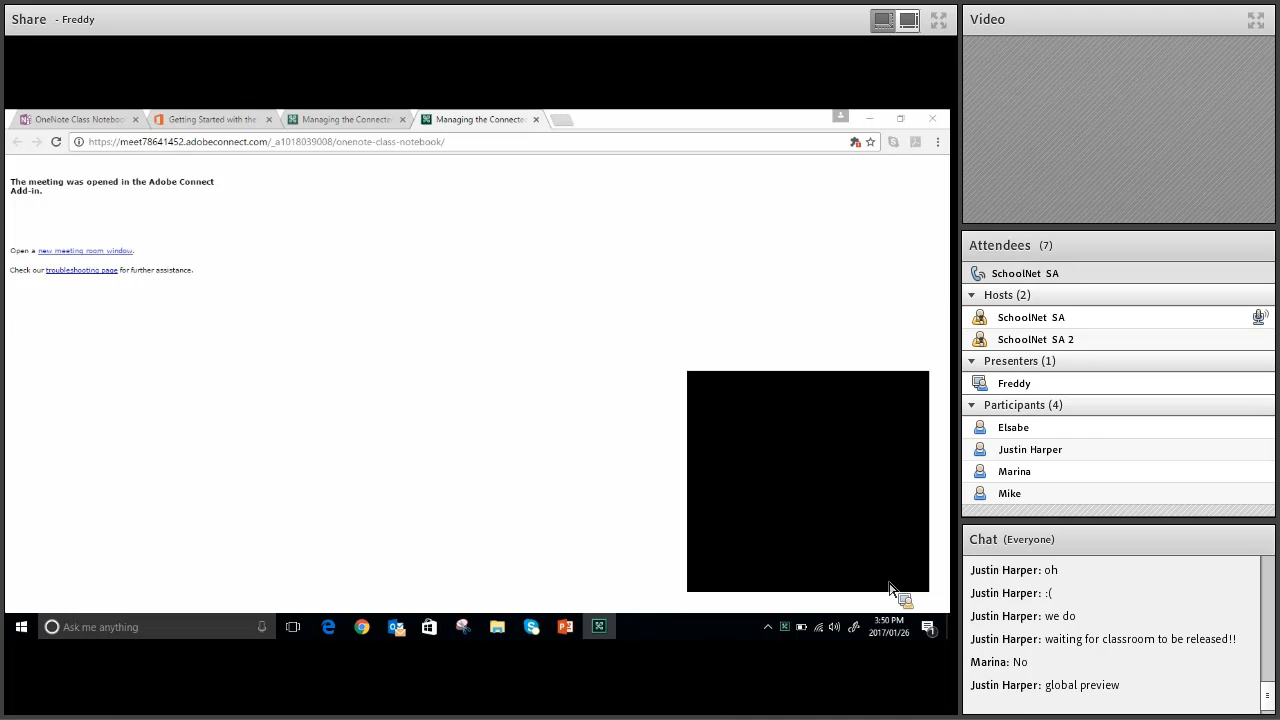 Share - Freddy
OneNote Class Noteboo
Getting Started with the
Managing the Connecte
Managing the Connecte
https://meet78641452.adobeconnect.com/_a1018039008/onenote-class-notebook/
The meeting was opened in the Adobe Connect
Add-in.
Open a new meeting room window.
Check our troubleshooting page for further assistance.
Ask me anything
3:50 PM
2017/01/26
1
Video
Attendees (7)
SchoolNet SA
Hosts (2)
SchoolNet SA
SchoolNet SA 2
Presenters (1)
Freddy
Participants (4)
Elsabe
Justin Harper
Marina
Mike
Chat (Everyone)
Justin Harper: oh
Justin Harper: :(
Justin Harper: we do
Justin Harper: waiting for classroom to be released!!
Marina: No
Justin Harper: global preview